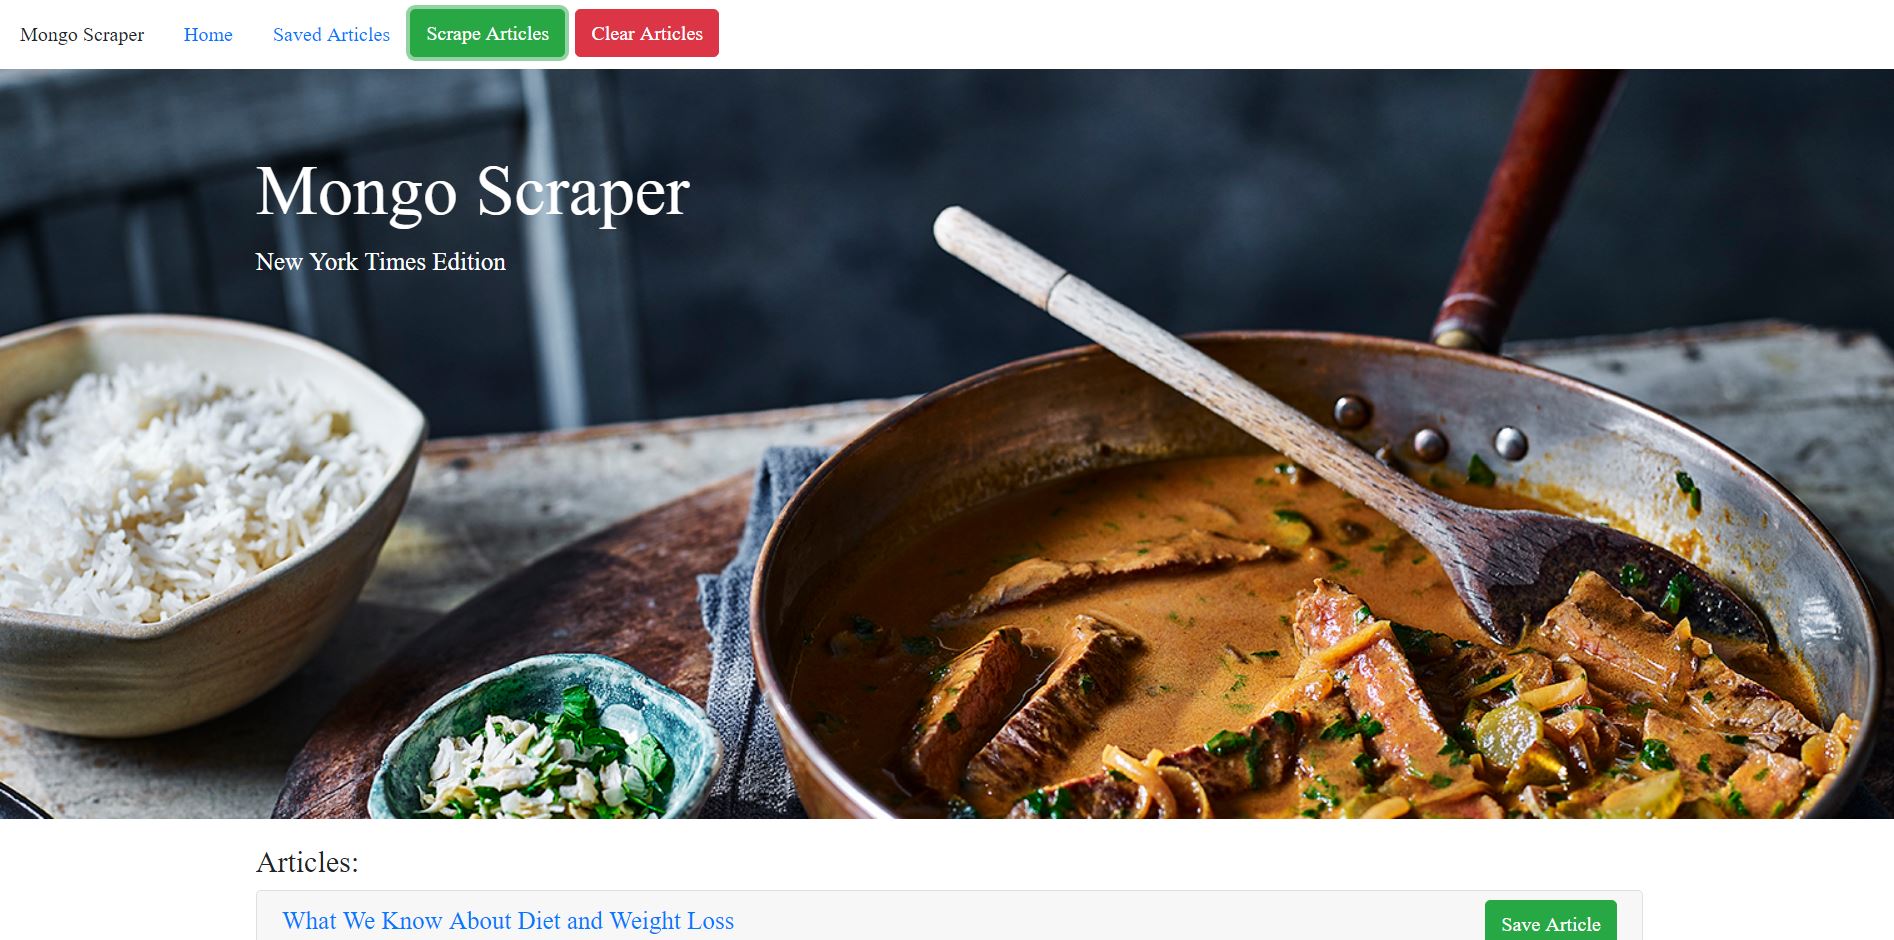 Mongo Scraper Home Saved Articles Scrape Articles Clear Articles
Mongo Scraper
New York Times Edition
Articles:
What We Know About Diet and Weight Loss Save Article